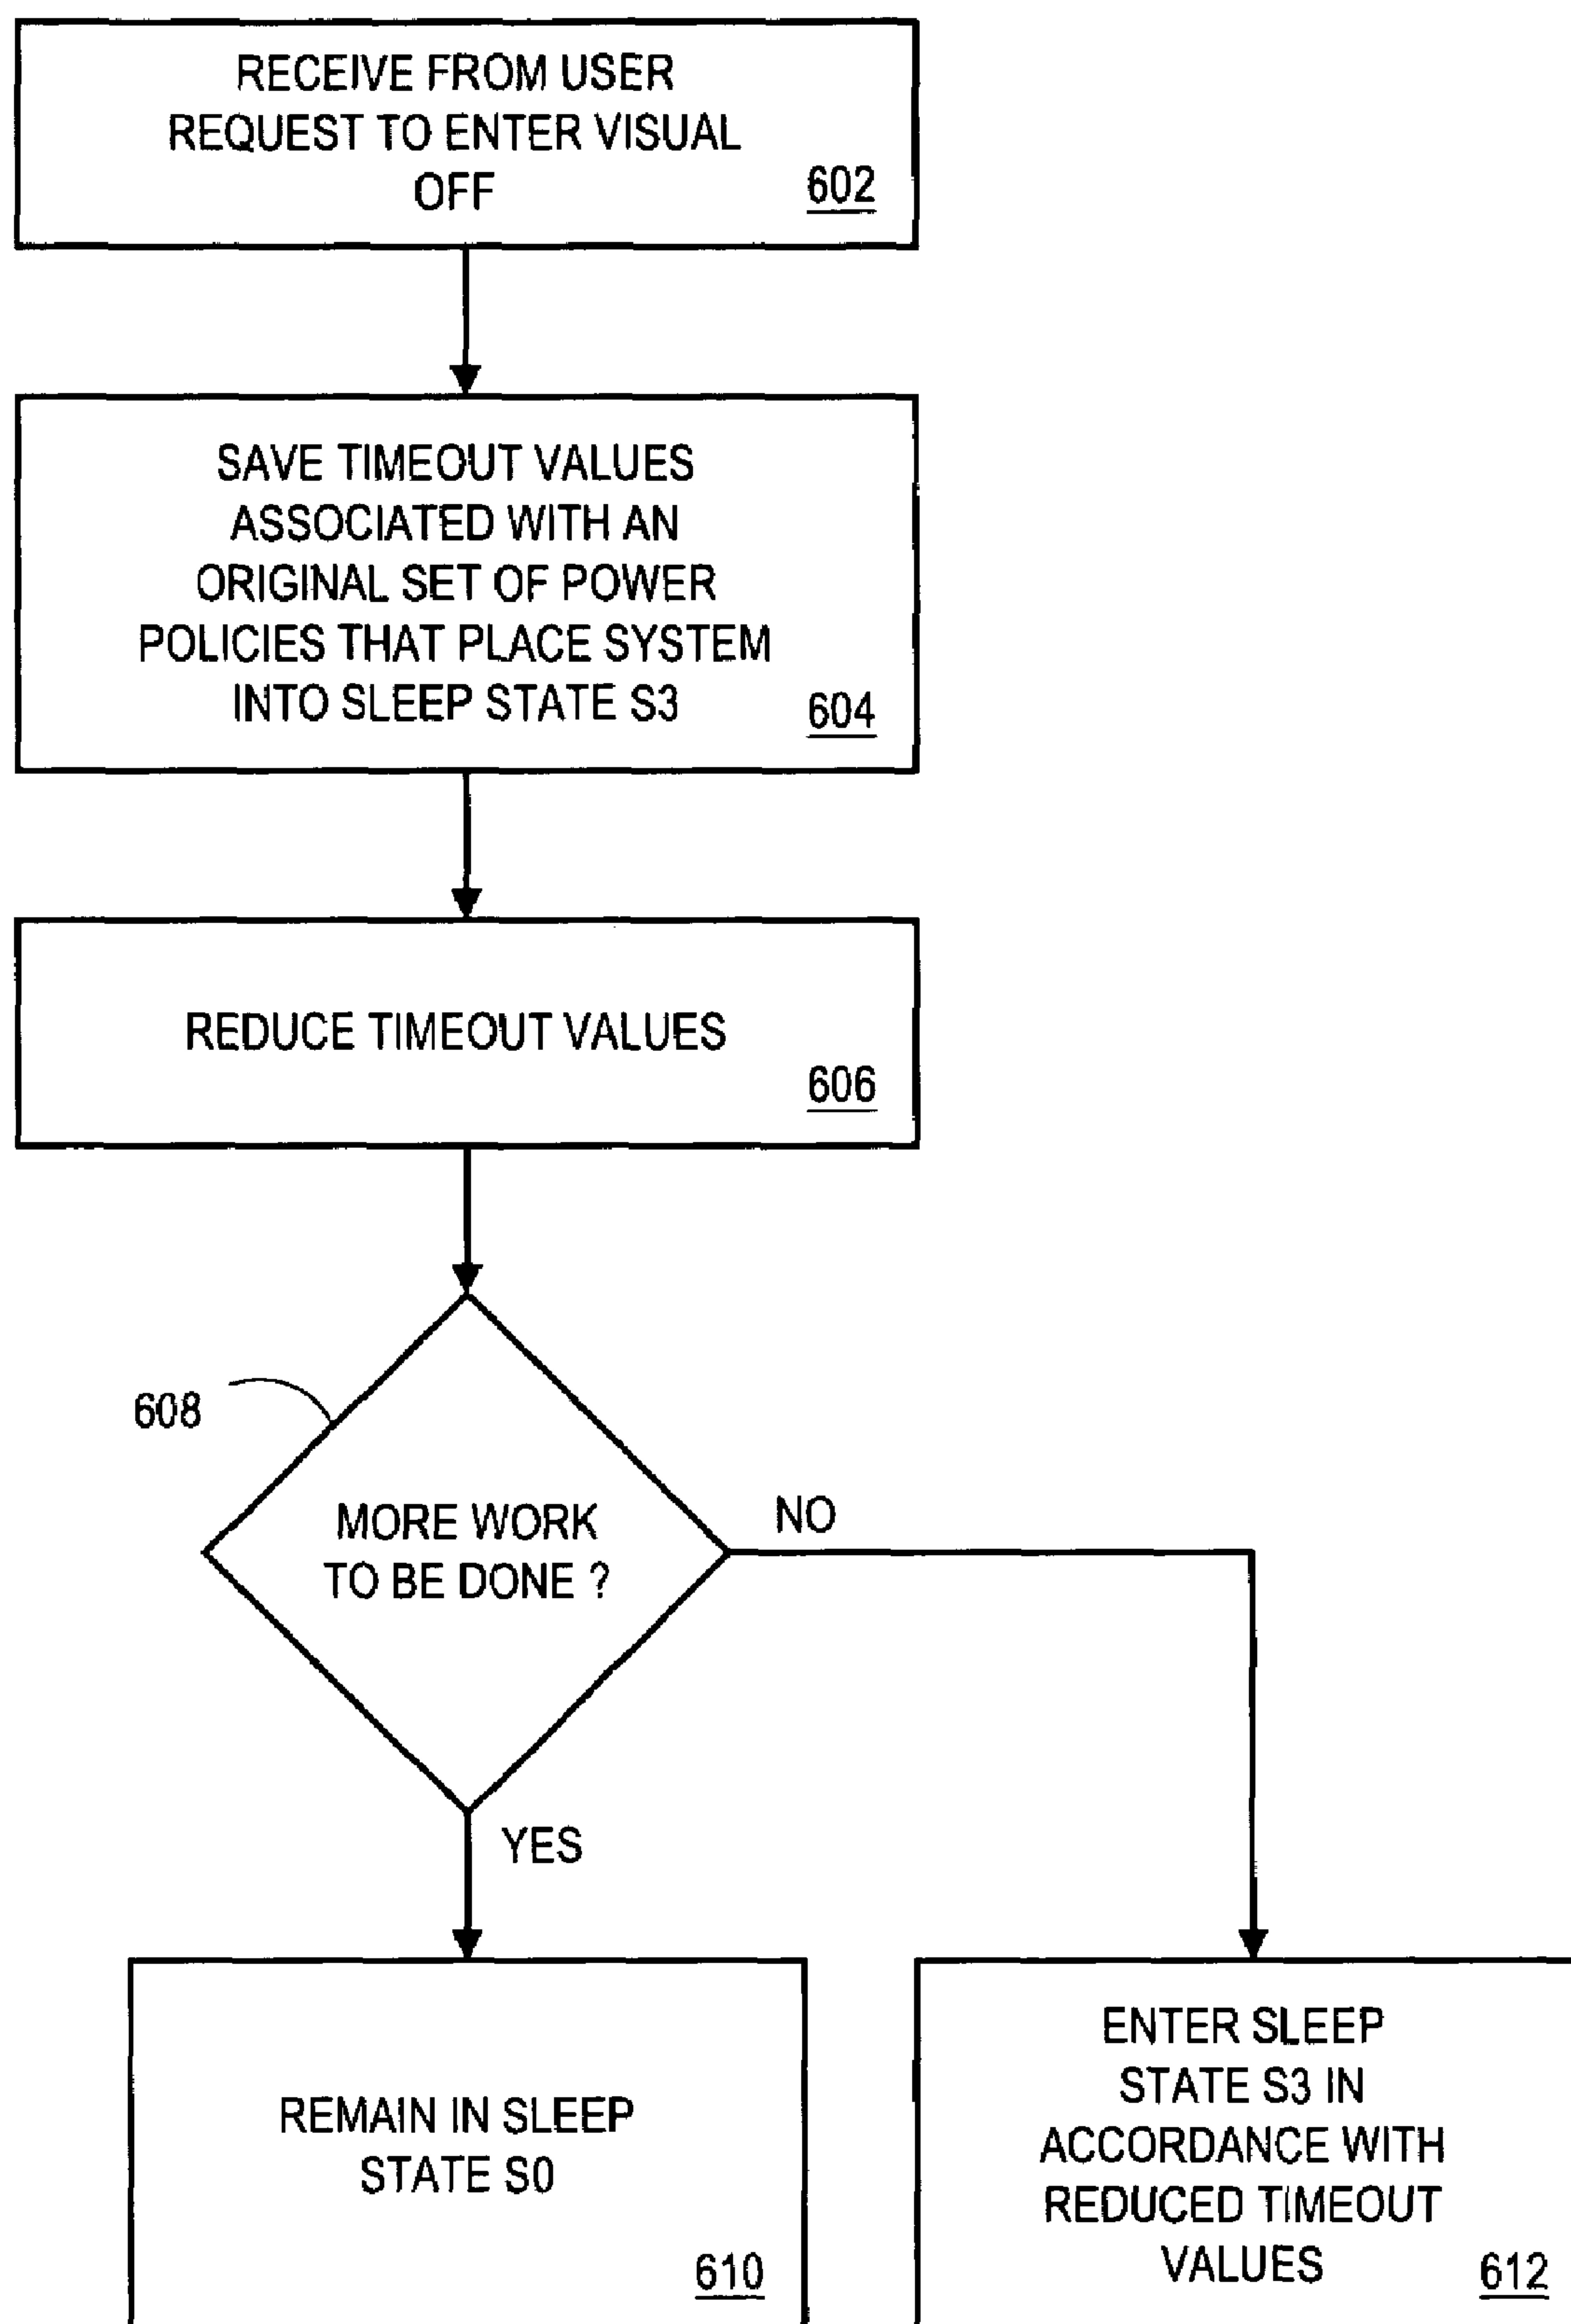 RECEIVE FROM USER
REQUEST TO ENTER VISUAL
OFF
602
SAVE TIMEOUT VALUES
ASSOCIATED WITH AN
ORIGINAL SET OF POWER
POLICIES THAT PLACE SYSTEM
INTO SLEEP STATE S3
604
REDUCE TIMEOUT VALUES
606
608
MORE WORK
TO BE DONE ?
NO
YES
REMAIN IN SLEEP
STATE S0
610
ENTER SLEEP
STATE S3 IN
ACCORDANCE WITH
REDUCED TIMEOUT
VALUES
612